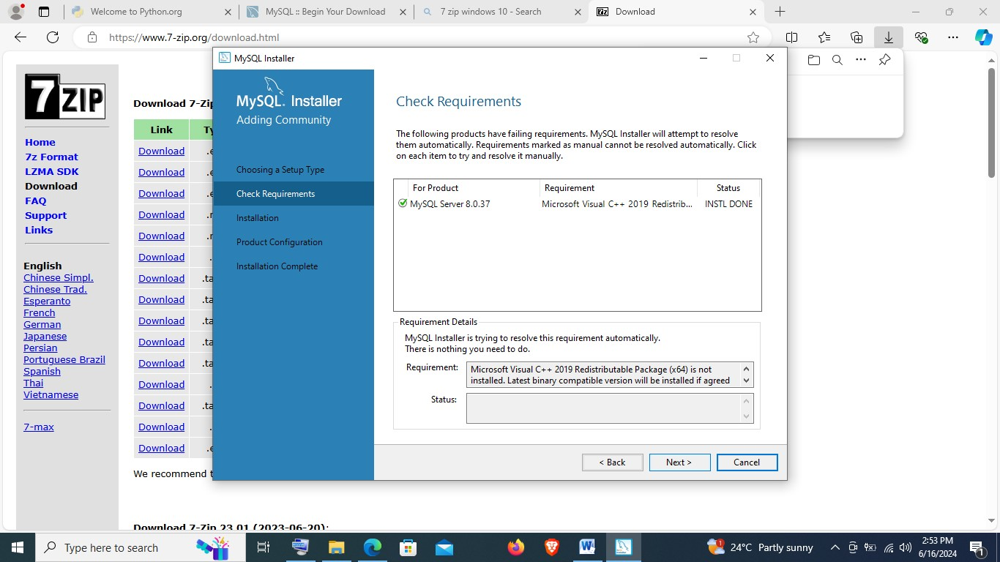 Welcome to Python.org
MySQL :: Begin Your Download
7 zip windows 10 - Search
7z
Download
https://www.7-zip.org/download.html
MySQL Installer
7ZIP
Home
7z Format
LZMA SDK
Download
FAQ
Support
Links
English
Chinese Simpl.
Chinese Trad.
Esperanto
French
German
Japanese
Persian
Portuguese Brazil
Spanish
Thai
Vietnamese
7-max
Download 7-Zip
Link Ty
Download .e
Download .e
Download .e
Download .r
Download .r
Download .
Download .ta
Download .ta
Download .ta
Download .ta
Download .ta
Download .
Download .ta
Download .
Download .e
We recommend t
Download 7-Zip 23.01 (2023-06-20):
MySQL. Installer
Adding Community
Choosing a Setup Type
Check Requirements
Installation
Product Configuration
Installation Complete
Check Requirements
The following products have failing requirements. MySQL Installer will attempt to resolve
them automatically. Requirements marked as manual cannot be resolved automatically. Click
on each item to try and resolve it manually.
For Product Requirement Status
MySQL Server 8.0.37 Microsoft Visual C++ 2019 Redistrib... INSTL DONE
Requirement Details
MySQL Installer is trying to resolve this requirement automatically.
There is nothing you need to do.
Requirement: Microsoft Visual C++ 2019 Redistributable Package (x64) is not
installed. Latest binary compatible version will be installed if agreed
Status:
< Back
Next >
Cancel
Type here to search
24°C Partly sunny
2:53 PM
6/16/2024
1